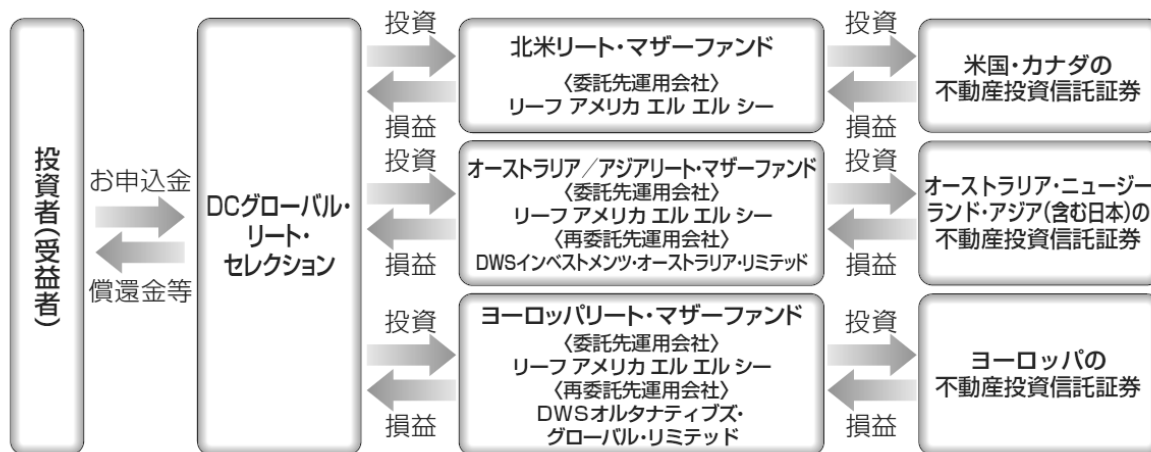 投資者(受益者)
お申込金
償還金等
DCグローバル・
リート・
セレクション
投資
損益
北米リート・マザーファンド
〈委託先運用会社〉
リーフ アメリカ エル エル シー
投資
損益
米国・カナダの
不動産投資信託証券
投資
損益
オーストラリア／アジアリート・マザーファンド
〈委託先運用会社〉
リーフ アメリカ エル エル シー
〈再委託先運用会社〉
DWSインベストメンツ・オーストラリア・リミテッド
投資
損益
オーストラリア・ニュージー
ランド・アジア(含む日本)の
不動産投資信託証券
投資
損益
ヨーロッパリート・マザーファンド
〈委託先運用会社〉
リーフ アメリカ エル エル シー
〈再委託先運用会社〉
DWSオルタナティブズ・
グローバル・リミテッド
投資
損益
ヨーロッパの
不動産投資信託証券